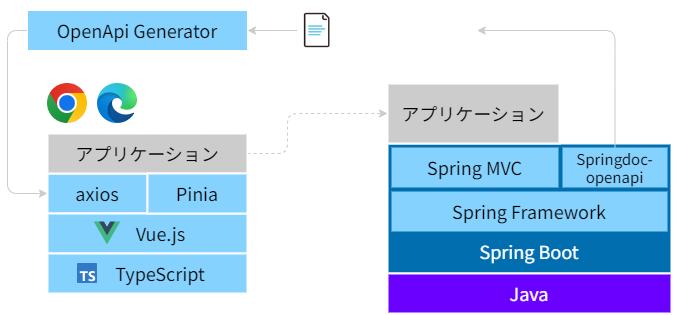 OpenApi Generator
アプリケーション
アプリケーション
axios
Pinia
Spring MVC
Springdoc-
openapi
Vue.js
Spring Framework
TS
TypeScript
Spring Boot
Java